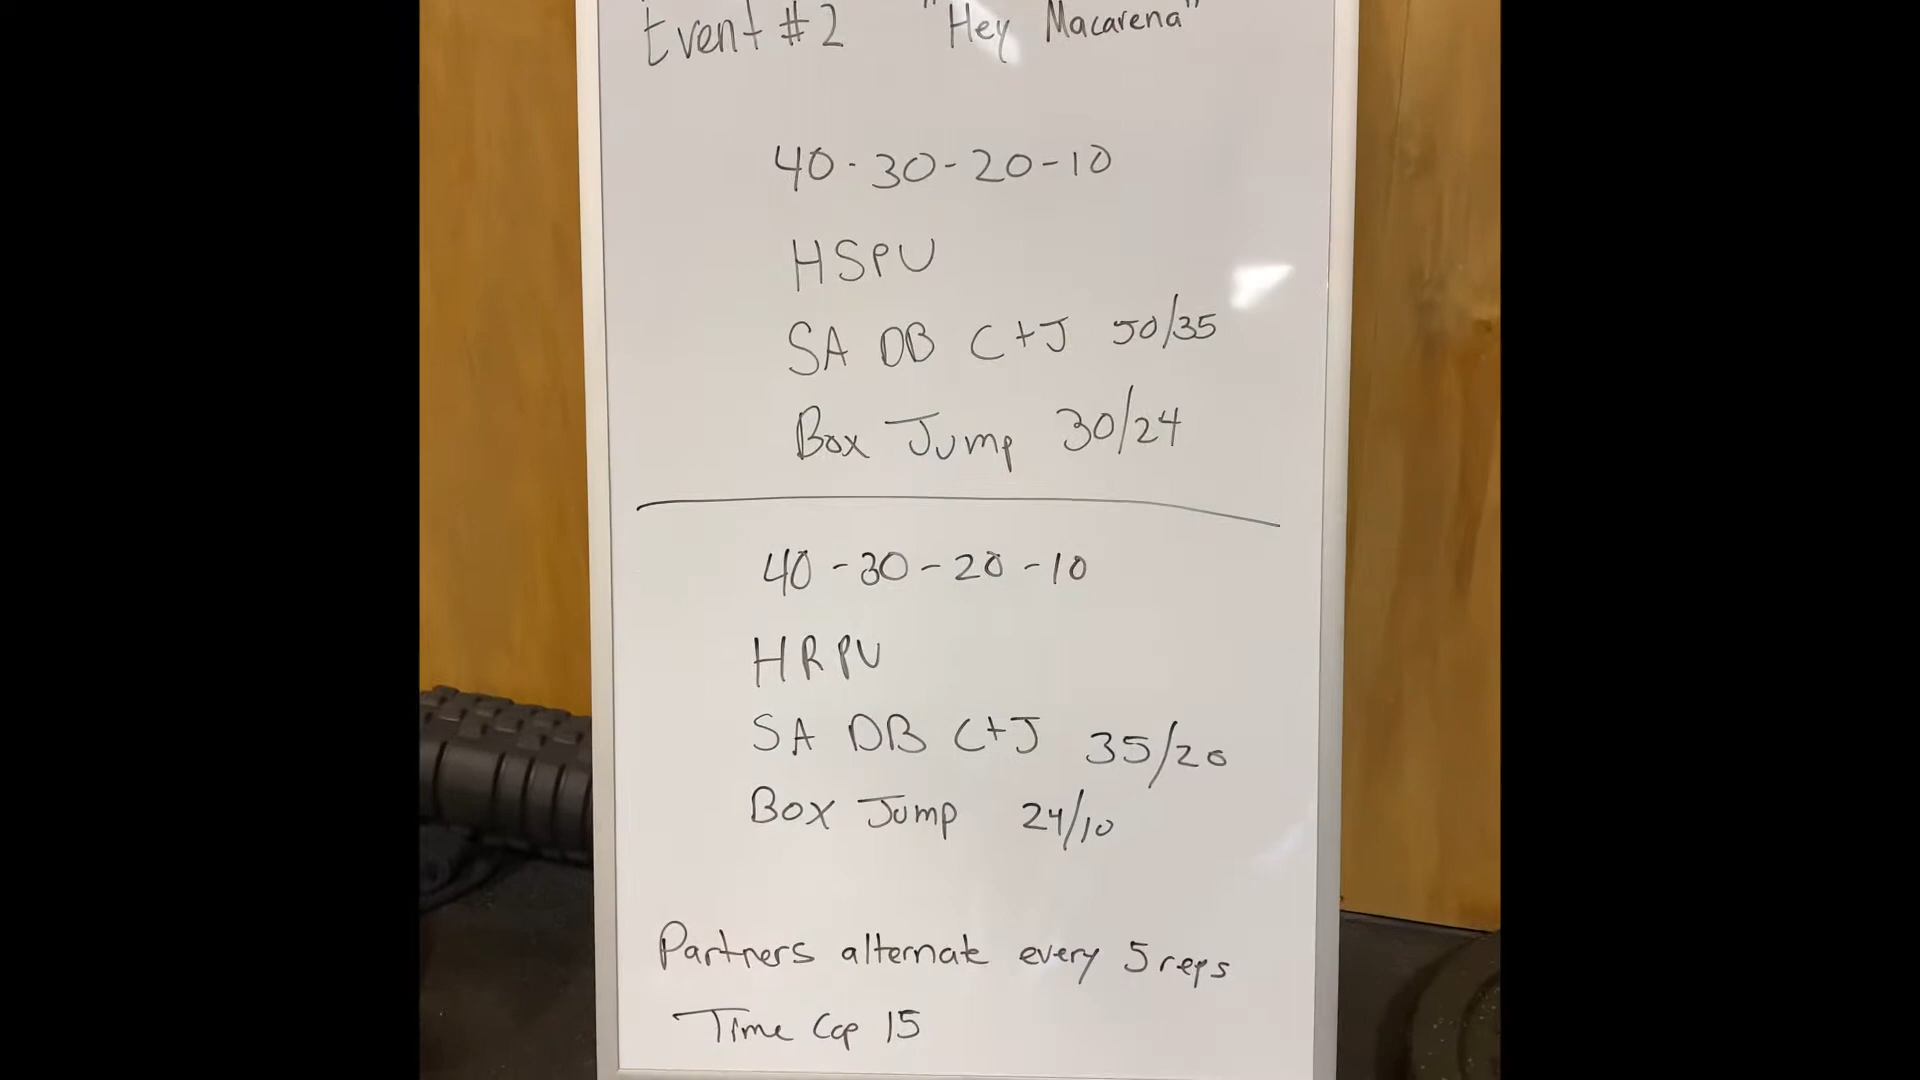 Event #2 "Hey Macarena"
40-30-20-10
HSPU
SA DB C+J 50/35
Box Jump 30/24
40-30-20-10
HRPU
SA DB C+J 35/20
Box Jump 24/10
Partners alternate every 5 reps
Time Cap 15